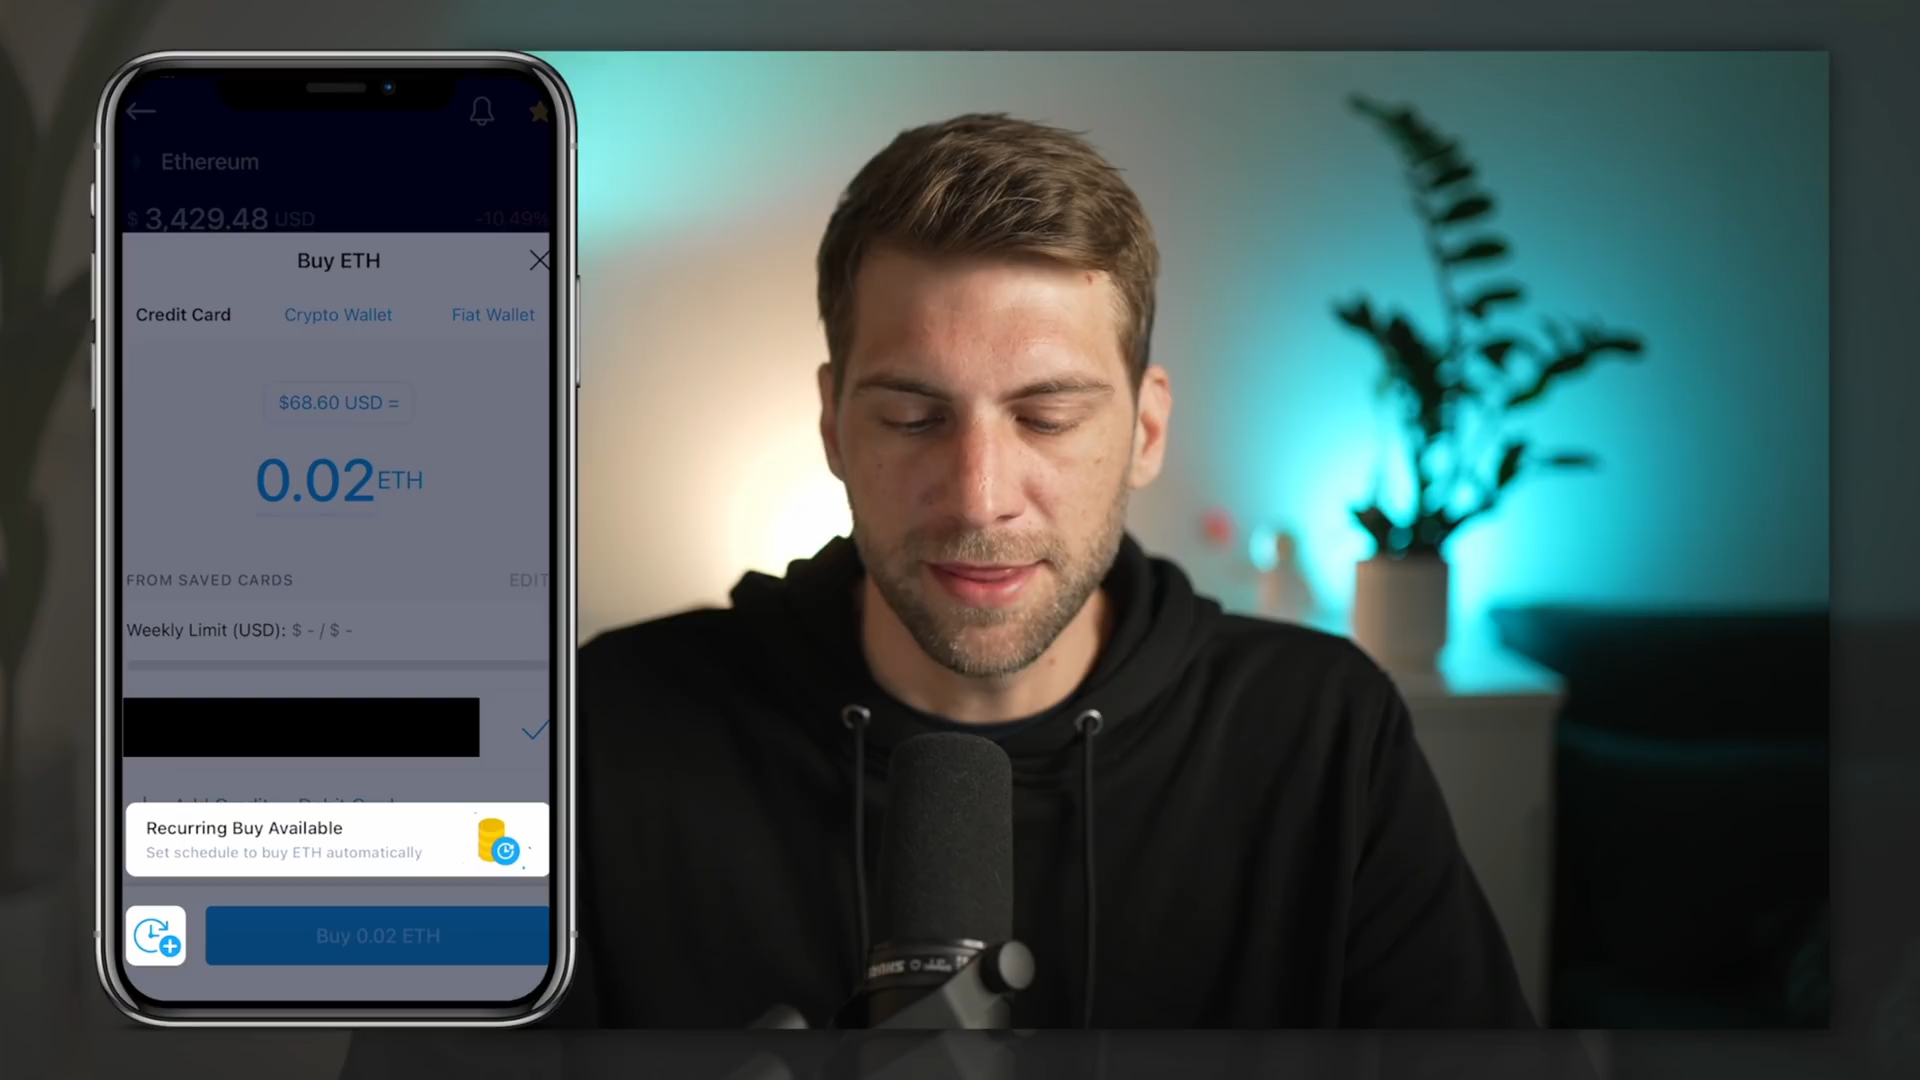 Ethereum
$ 3,429.48 USD -10.49%
Buy ETH
Credit Card Crypto Wallet Fiat Wallet
$68.60 USD =
0.02 ETH
FROM SAVED CARDS EDIT
Weekly Limit (USD): $ - / $ -
Recurring Buy Available
Set schedule to buy ETH automatically
Buy 0.02 ETH